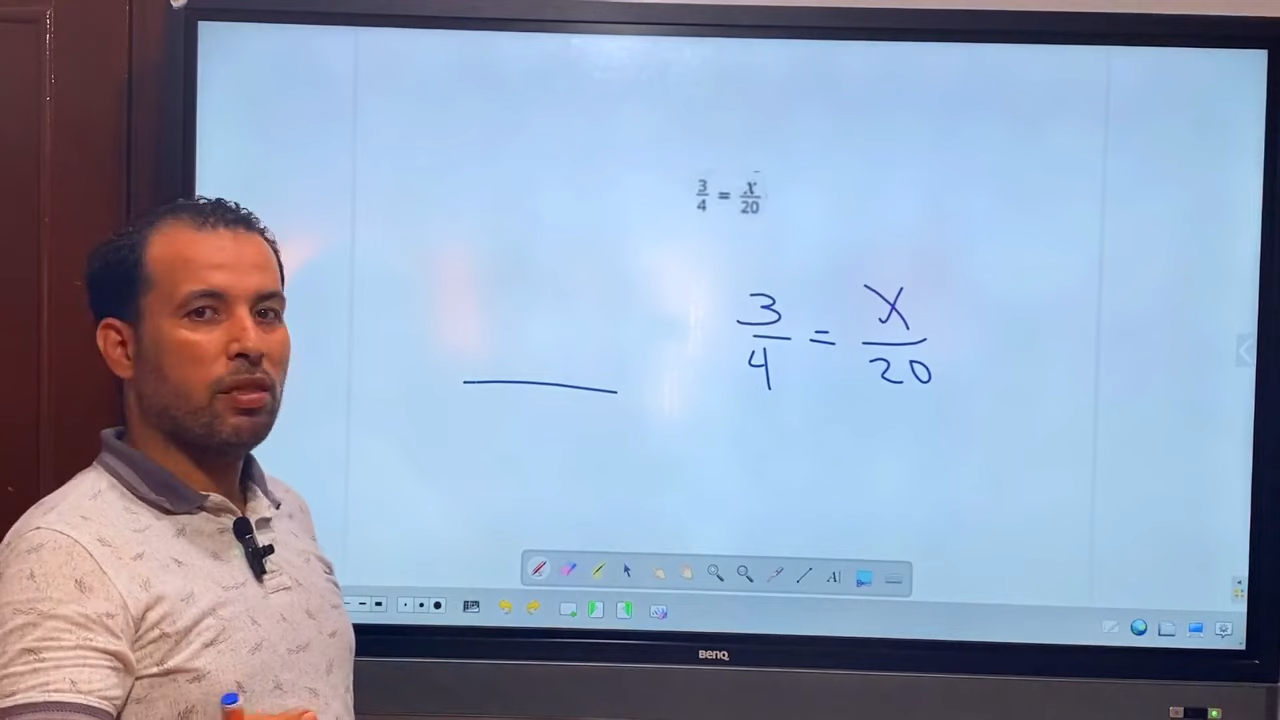 3/4 = x/20
3/4 = x/20
A
BenQ